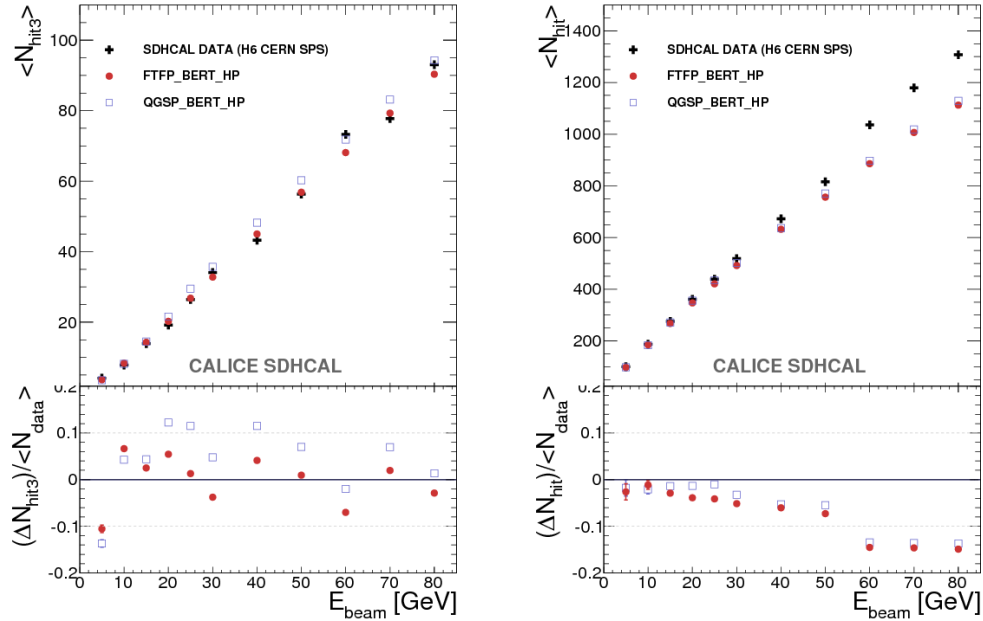 <N_hit3>
100
80
60
40
20
SDHCAL DATA (H6 CERN SPS)
FTFP_BERT_HP
QGSP_BERT_HP
CALICE SDHCAL
(ΔN_hit3)/<N_data>
0.2
0.1
0
-0.1
-0.2
0 10 20 30 40 50 60 70 80
E_beam [GeV]
<N_hit>
1400
1200
1000
800
600
400
200
SDHCAL DATA (H6 CERN SPS)
FTFP_BERT_HP
QGSP_BERT_HP
CALICE SDHCAL
(ΔN_hit)/<N_data>
0.2
0.1
0
-0.1
-0.2
0 10 20 30 40 50 60 70 80
E_beam [GeV]